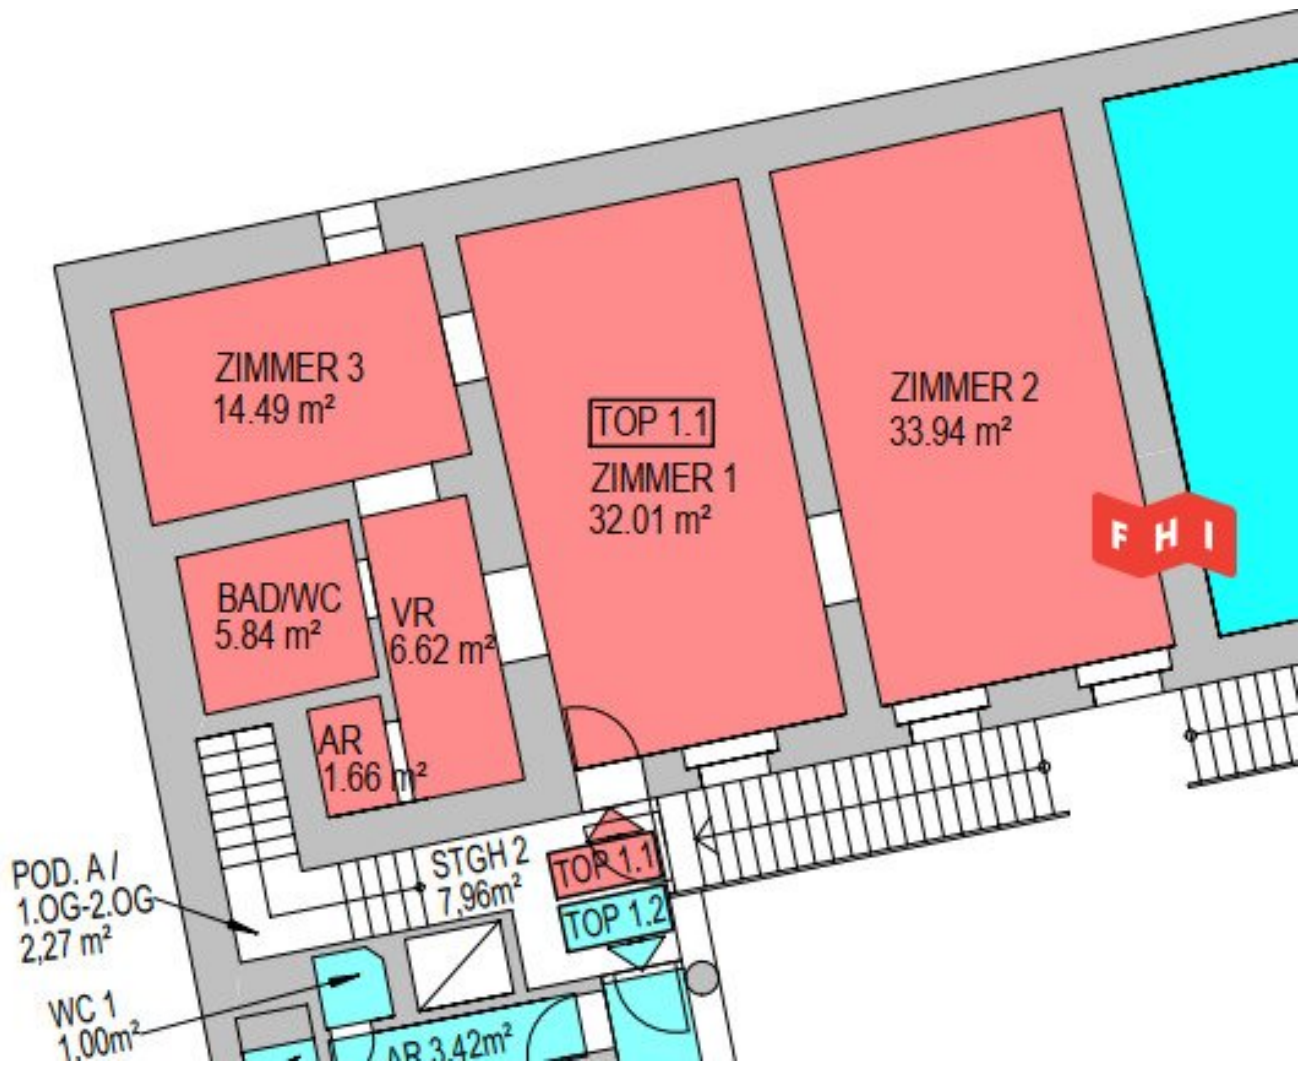 ZIMMER 3
14.49 m²
TOP 1.1
ZIMMER 1
32.01 m²
ZIMMER 2
33.94 m²
F H I
BAD/WC
5.84 m²
VR
6.62 m²
AR
1.66 m²
STGH 2
7,96m²
TOP 1.1
TOP 1.2
POD. A /
1.OG-2.OG
2,27 m²
WC 1
1,00m²
AR 3,42m²